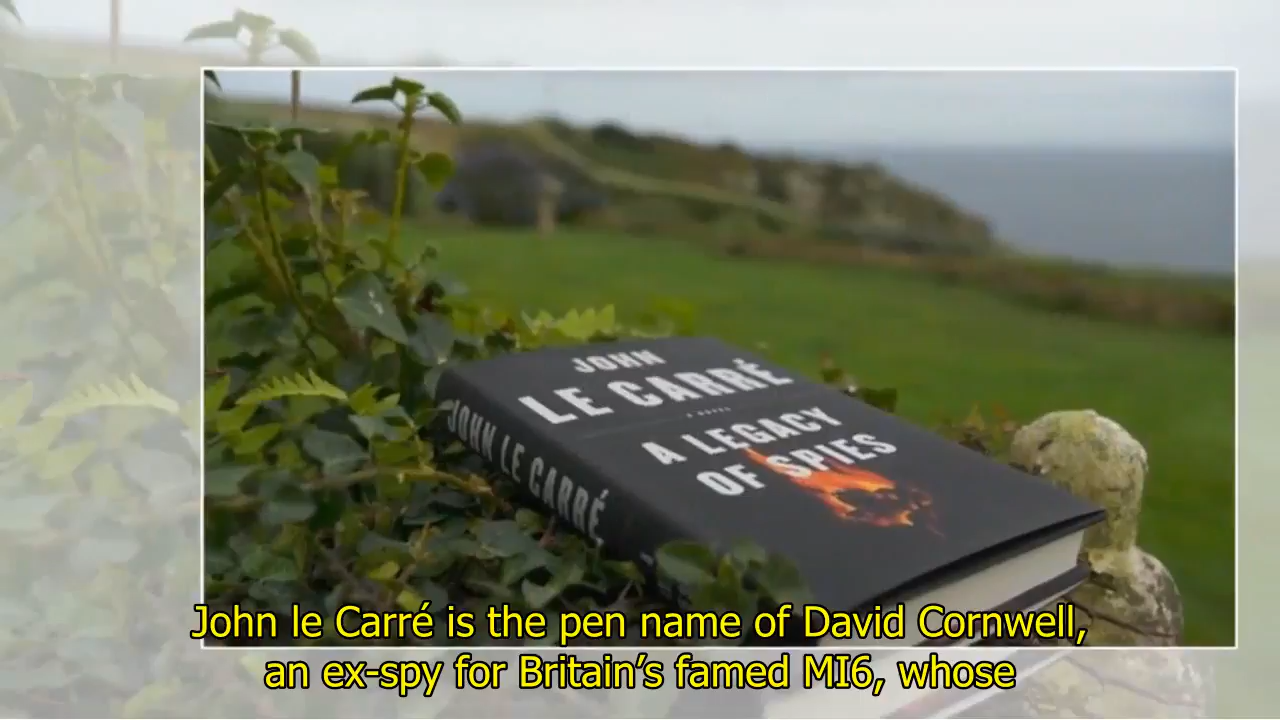 JOHN
LE CARRÉ
A NOVEL
A LEGACY
OF SPIES
JOHN LE CARRÉ
John le Carré is the pen name of David Cornwell,
an ex-spy for Britain’s famed MI6, whose